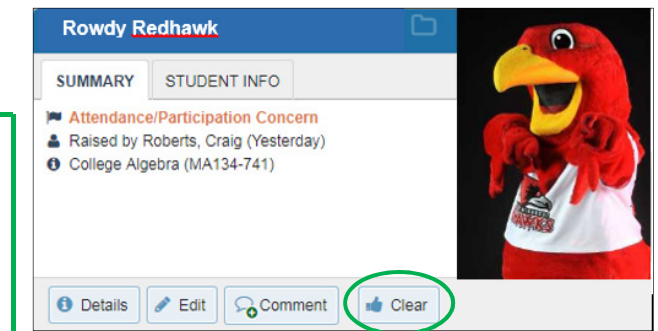 Rowdy Redhawk
SUMMARY STUDENT INFO
Attendance/Participation Concern
Raised by Roberts, Craig (Yesterday)
College Algebra (MA134-741)
Details Edit Comment Clear
HAWKS